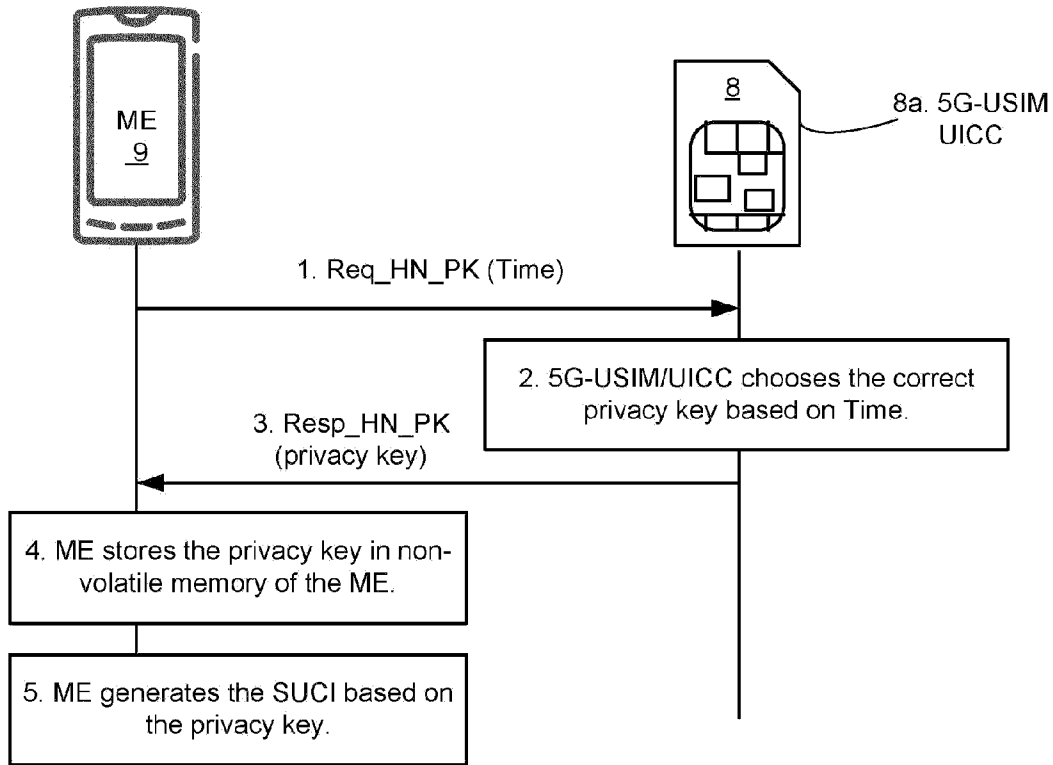 ME
9
8
8a. 5G-USIM
UICC
1. Req_HN_PK (Time)
2. 5G-USIM/UICC chooses the correct
privacy key based on Time.
3. Resp_HN_PK
(privacy key)
4. ME stores the privacy key in non-
volatile memory of the ME.
5. ME generates the SUCI based on
the privacy key.